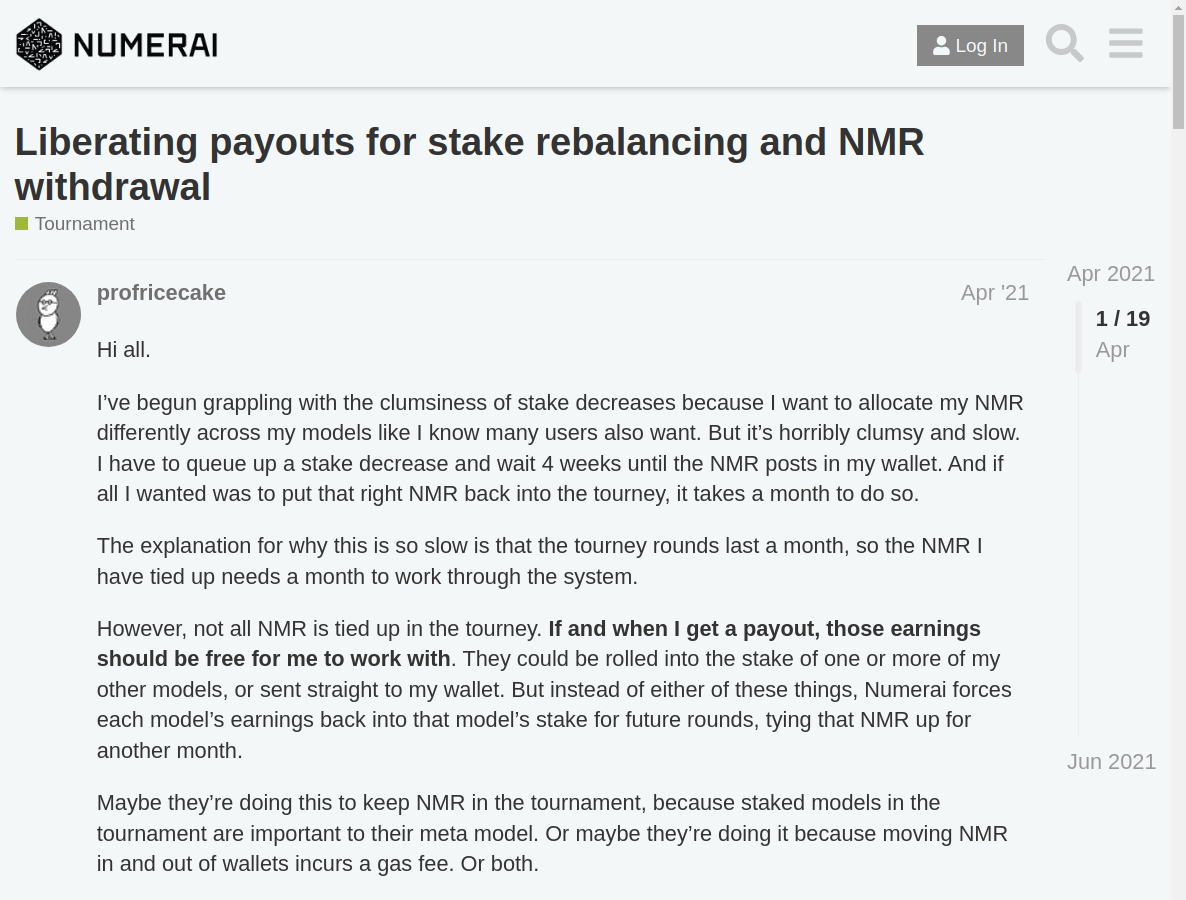 NUMERAI
Log In
Liberating payouts for stake rebalancing and NMR
withdrawal
Tournament
profricecake
Apr '21
Hi all.
I’ve begun grappling with the clumsiness of stake decreases because I want to allocate my NMR
differently across my models like I know many users also want. But it’s horribly clumsy and slow.
I have to queue up a stake decrease and wait 4 weeks until the NMR posts in my wallet. And if
all I wanted was to put that right NMR back into the tourney, it takes a month to do so.
The explanation for why this is so slow is that the tourney rounds last a month, so the NMR I
have tied up needs a month to work through the system.
However, not all NMR is tied up in the tourney. If and when I get a payout, those earnings
should be free for me to work with. They could be rolled into the stake of one or more of my
other models, or sent straight to my wallet. But instead of either of these things, Numerai forces
each model’s earnings back into that model’s stake for future rounds, tying that NMR up for
another month.
Maybe they’re doing this to keep NMR in the tournament, because staked models in the
tournament are important to their meta model. Or maybe they’re doing it because moving NMR
in and out of wallets incurs a gas fee. Or both.
Apr 2021
1 / 19
Apr
Jun 2021